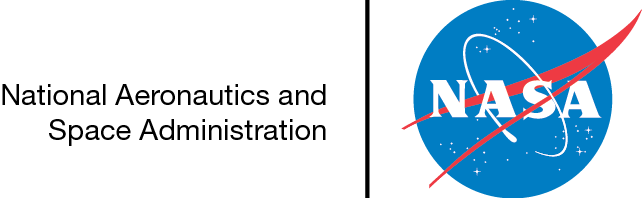 National Aeronautics and
Space Administration
NASA